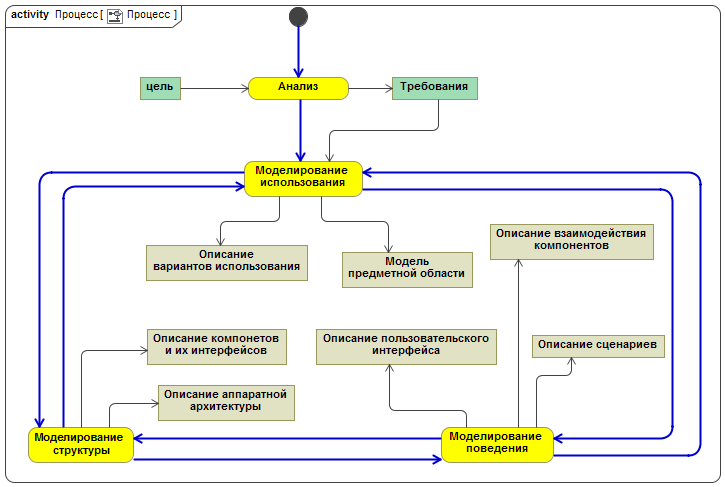 activity Процесс [ Процесс ]
цель
Анализ
Требования
Моделирование
использования
Описание взаимодействия
компонентов
Описание
вариантов использования
Модель
предметной области
Описание компонетов
и их интерфейсов
Описание пользовательского
интерфейса
Описание сценариев
Описание аппаратной
архитектуры
Моделирование
структуры
Моделирование
поведения